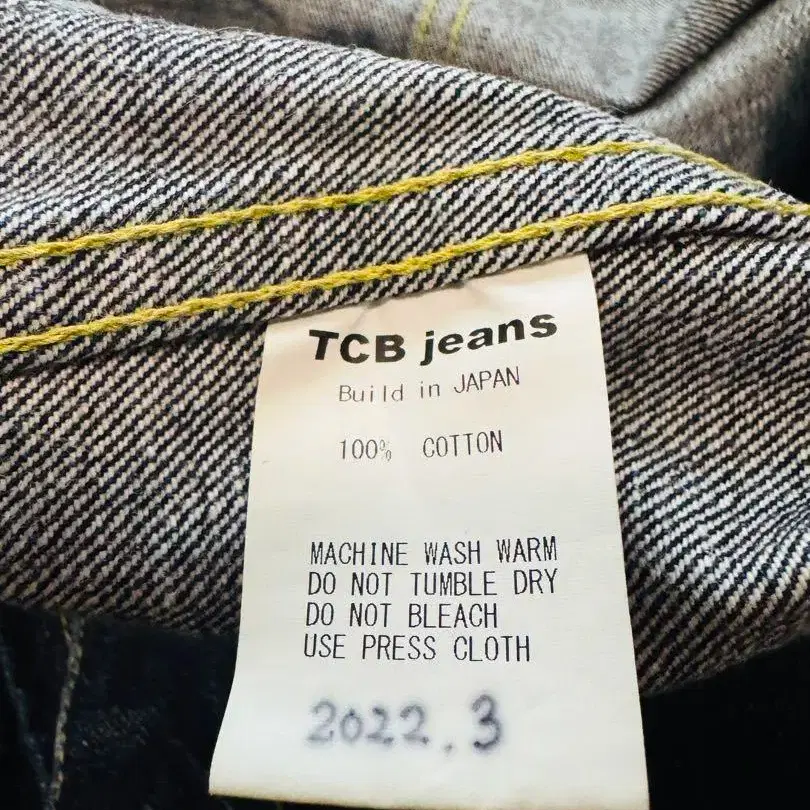 TCB jeans
Build in JAPAN
100% COTTON
MACHINE WASH WARM
DO NOT TUMBLE DRY
DO NOT BLEACH
USE PRESS CLOTH
2022.3